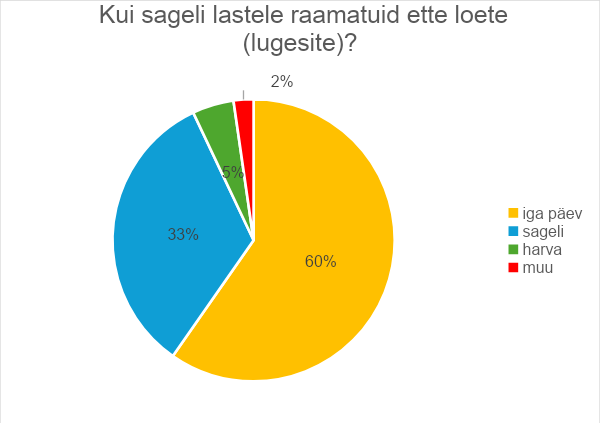 Kui sageli lastele raamatuid ette loete
(lugesite)?
2%
5%
33%
60%
iga päev
sageli
harva
muu